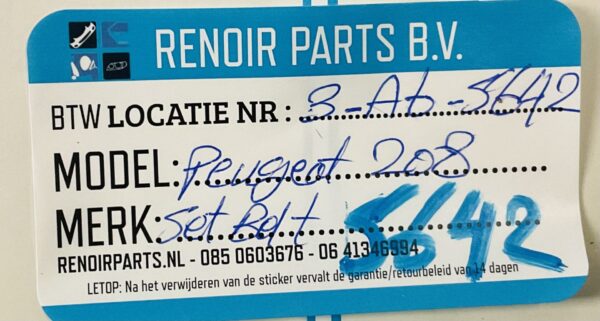 RENOIR PARTS B.V.
BTW LOCATIE NR : 3-Ab-5642
MODEL: Peugeot 208
MERK: Set Belt 5642
RENOIRPARTS.NL - 085 0603676 - 06 41346994
LETOP: Na het verwijderen van de sticker vervalt de garantie/retourbeleid van 14 dagen